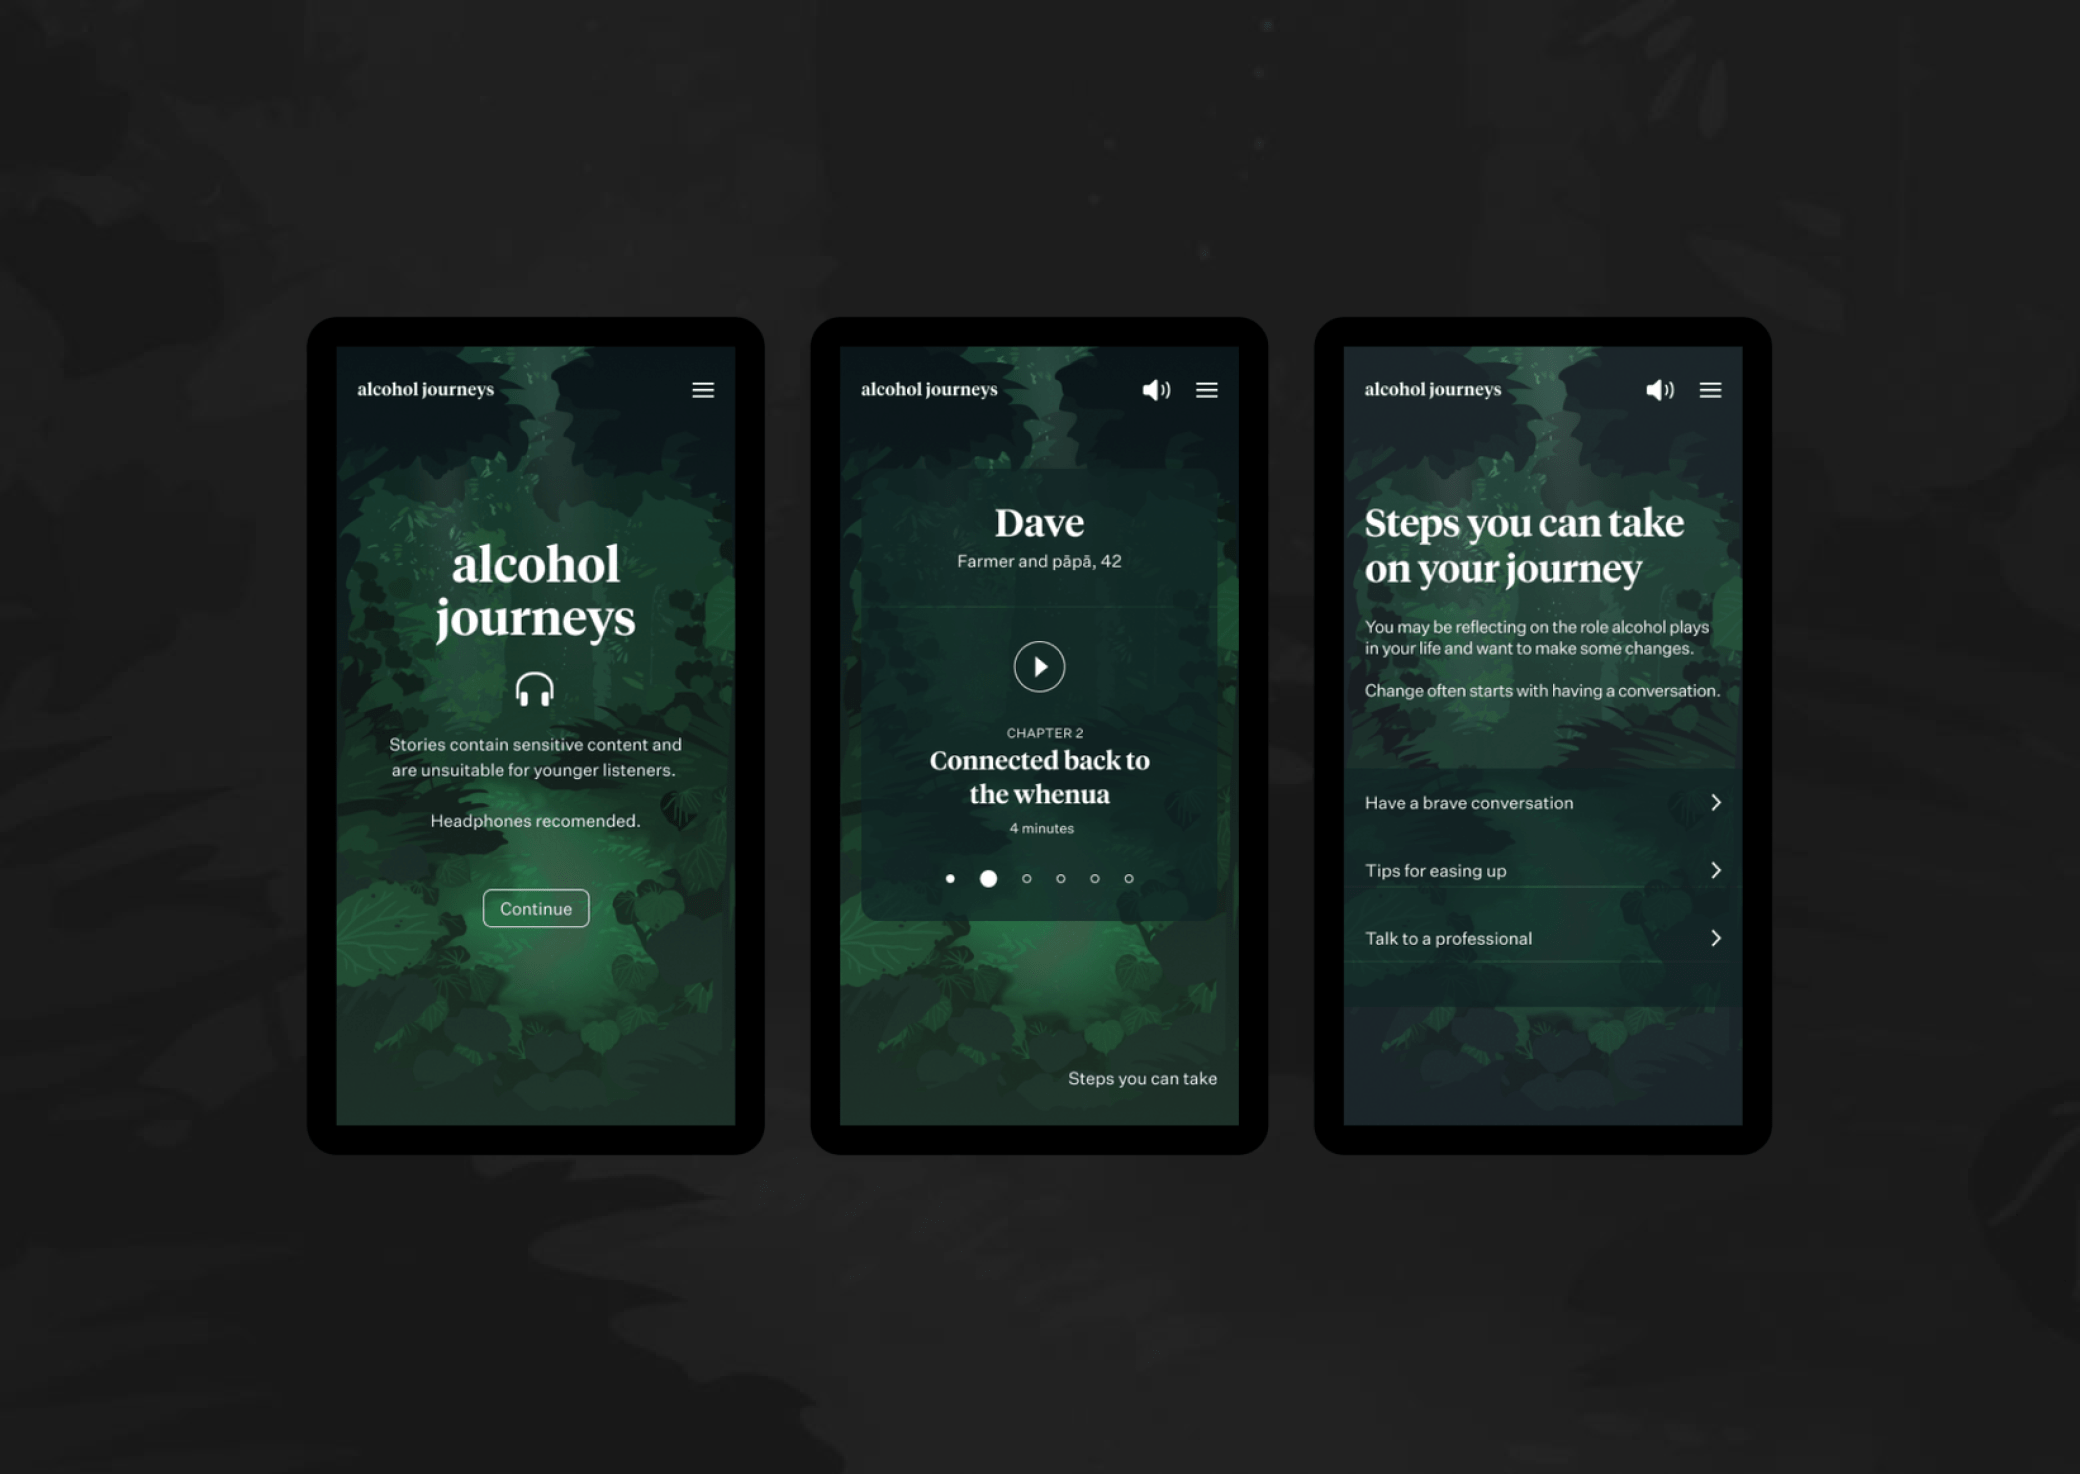 alcohol journeys
alcohol
journeys
Stories contain sensitive content and
are unsuitable for younger listeners.
Headphones recomended.
Continue
alcohol journeys
Dave
Farmer and pāpā, 42
CHAPTER 2
Connected back to
the whenua
4 minutes
Steps you can take
alcohol journeys
Steps you can take
on your journey
You may be reflecting on the role alcohol plays
in your life and want to make some changes.
Change often starts with having a conversation.
Have a brave conversation
Tips for easing up
Talk to a professional